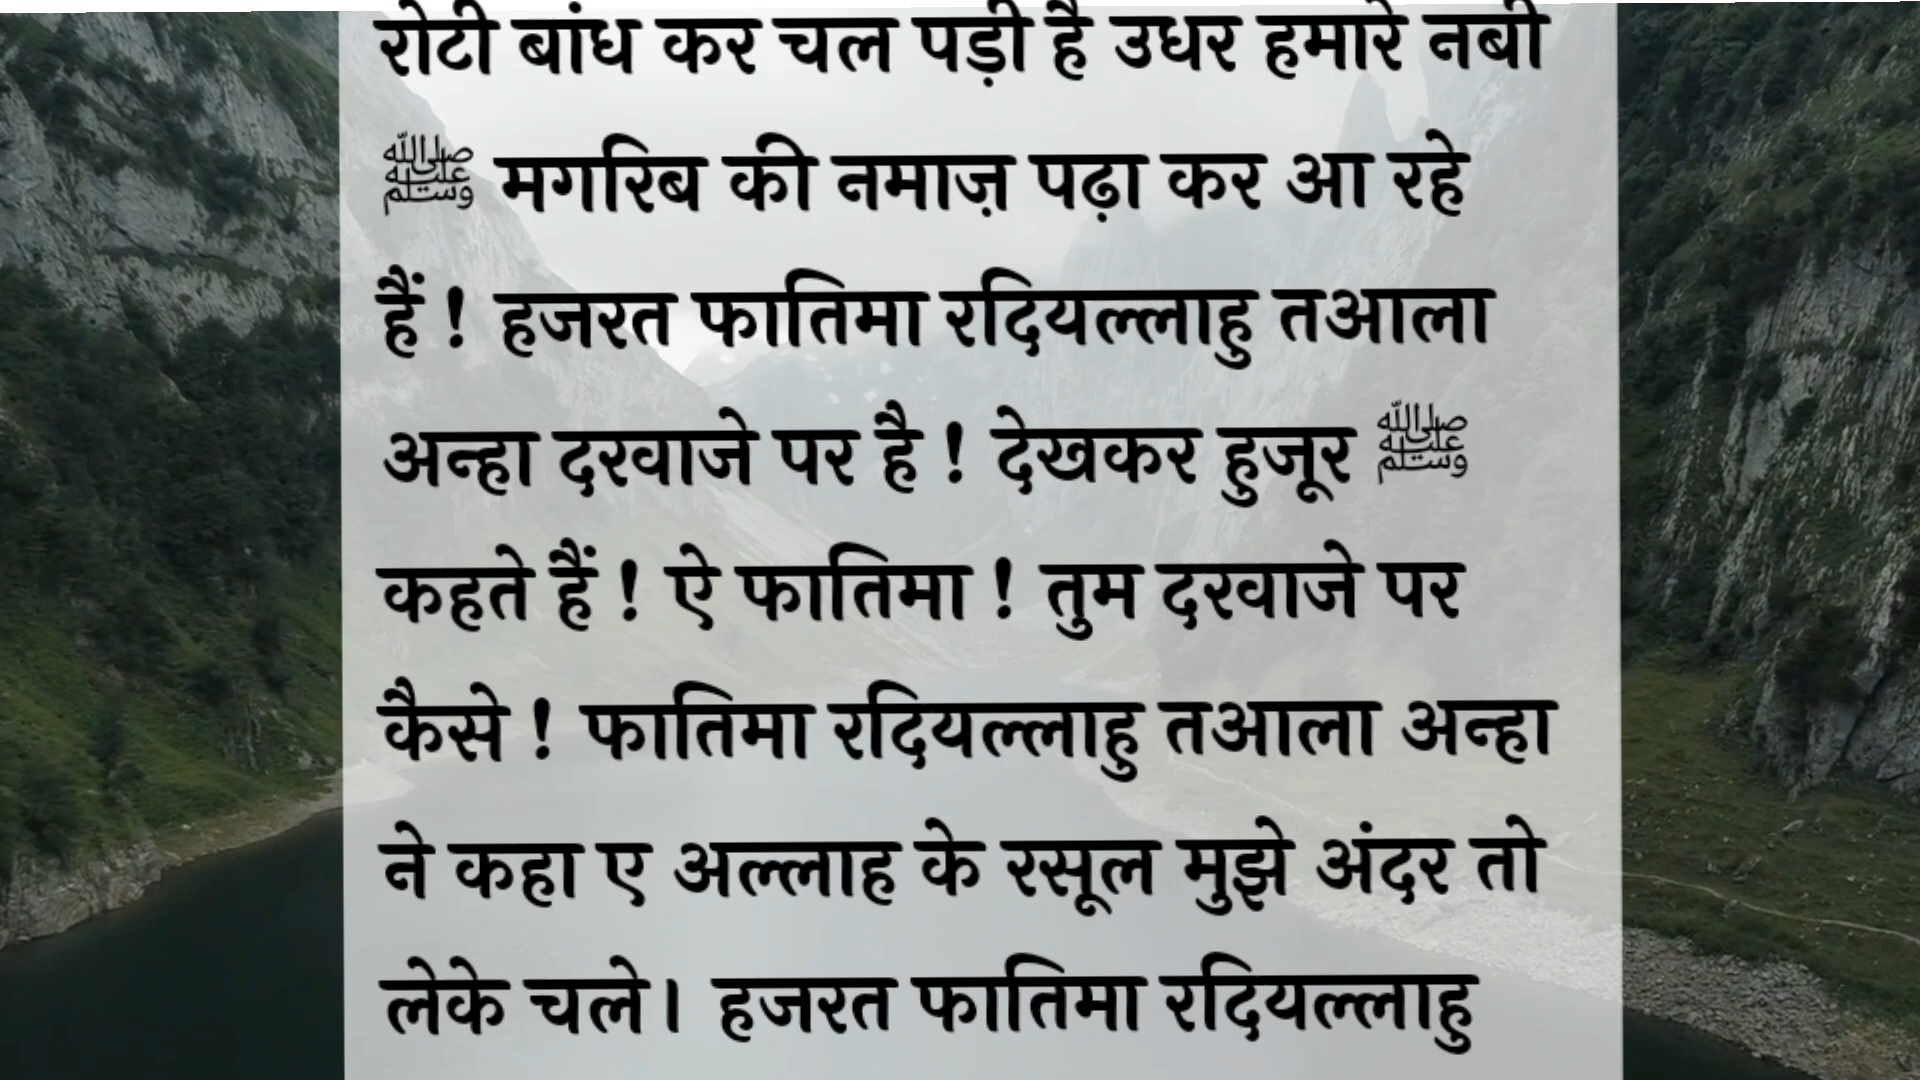 रोटी बांध कर चल पड़ी है उधर हमारे नबी
ﷺ मगरिब की नमाज़ पढ़ा कर आ रहे
हैं ! हजरत फातिमा रदियल्लाहु तआला
अन्हा दरवाजे पर है ! देखकर हुजूर ﷺ
कहते हैं ! ऐ फातिमा ! तुम दरवाजे पर
कैसे ! फातिमा रदियल्लाहु तआला अन्हा
ने कहा ए अल्लाह के रसूल मुझे अंदर तो
लेके चले। हजरत फातिमा रदियल्लाहु